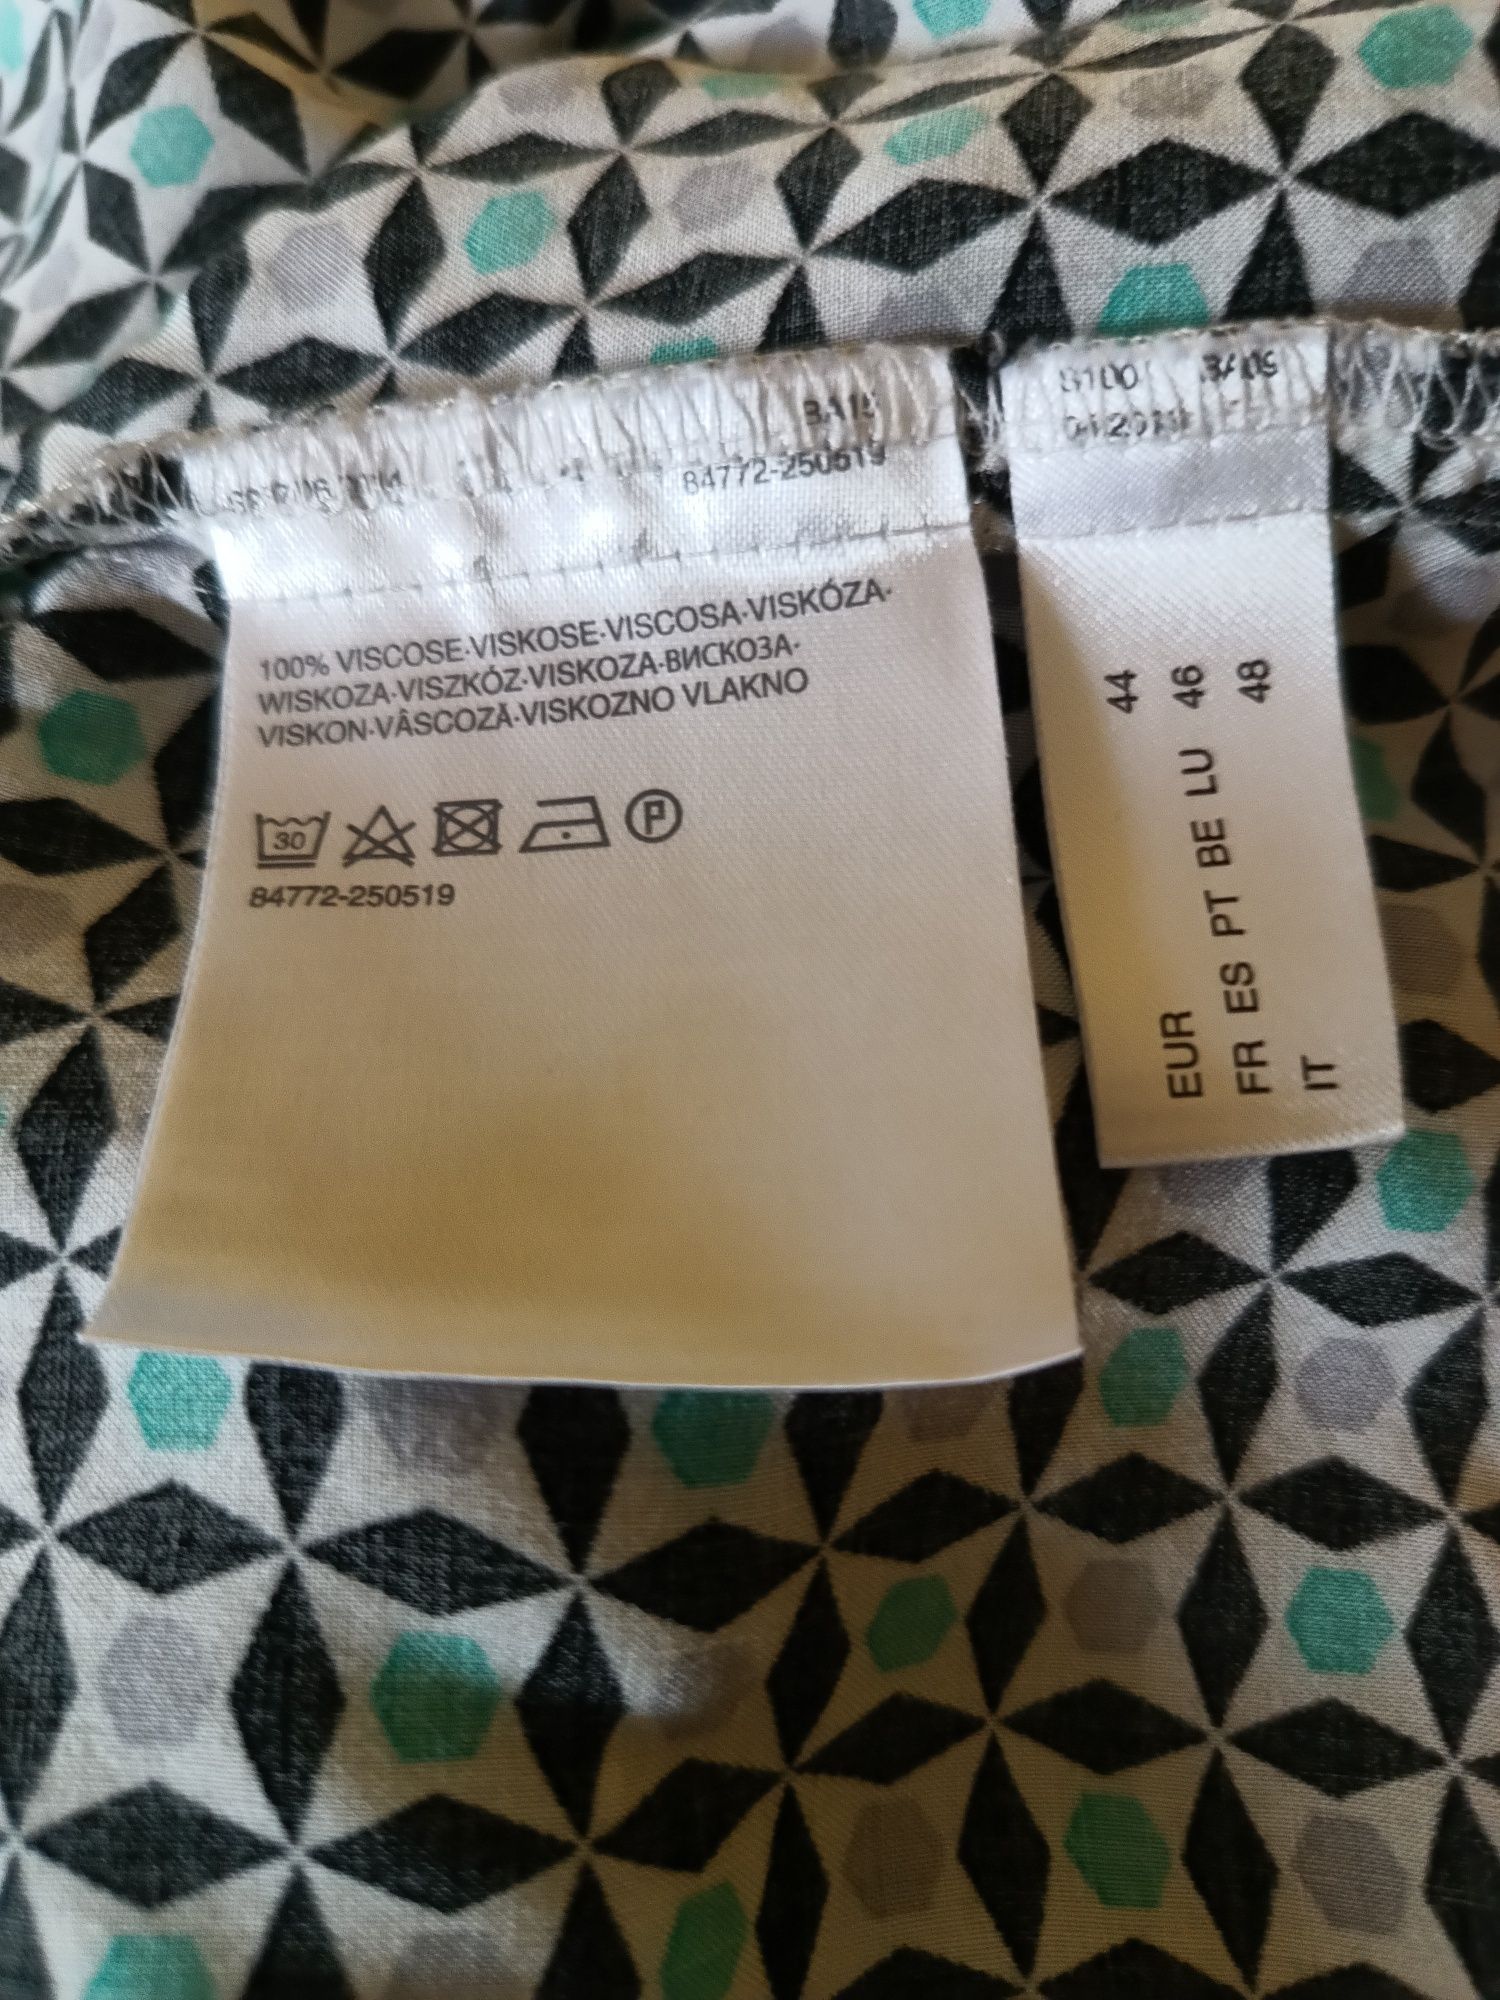 84772-250519
100% VISCOSE·VISKOSE·VISCOSA·VISKÓZA·
WISKOZA·VISZKÓZ·VISKOZA·ВИСКОЗА·
VISKON·VÂSCOZĂ·VISKOZNO VLAKNO
30
P
84772-250519
EUR 44
FR ES PT BE LU 46
IT 48